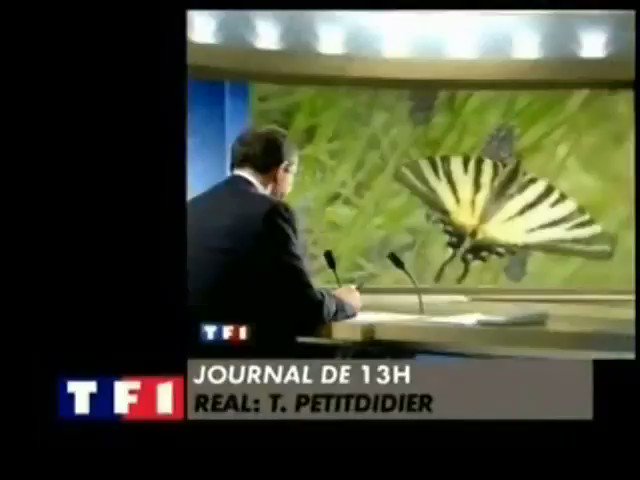 TF1
JOURNAL DE 13H
TF1
REAL: T. PETITDIDIER